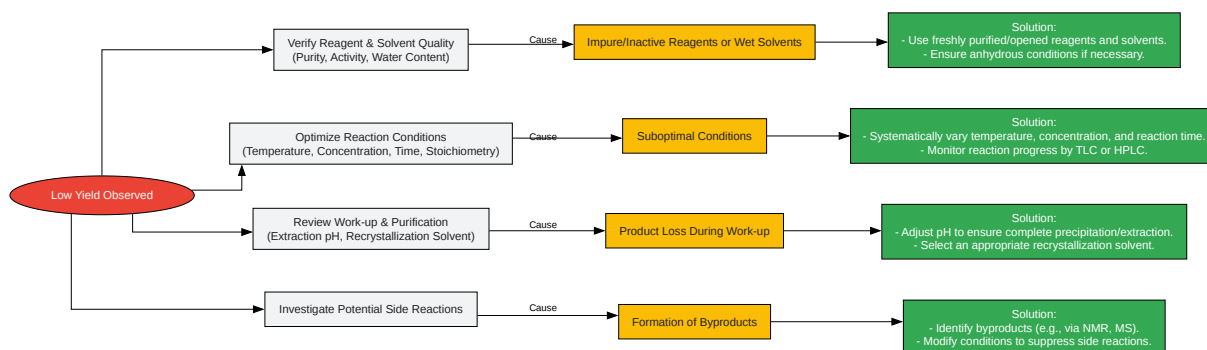 Low Yield Observed
Verify Reagent & Solvent Quality
(Purity, Activity, Water Content)
Cause
Impure/Inactive Reagents or Wet Solvents
Solution:
- Use freshly purified/opened reagents and solvents.
- Ensure anhydrous conditions if necessary.
Optimize Reaction Conditions
(Temperature, Concentration, Time, Stoichiometry)
Cause
Suboptimal Conditions
Solution:
- Systematically vary temperature, concentration, and reaction time.
- Monitor reaction progress by TLC or HPLC.
Review Work-up & Purification
(Extraction pH, Recrystallization Solvent)
Cause
Product Loss During Work-up
Solution:
- Adjust pH to ensure complete precipitation/extraction.
- Select an appropriate recrystallization solvent.
Investigate Potential Side Reactions
Cause
Formation of Byproducts
Solution:
- Identify byproducts (e.g., via NMR, MS).
- Modify conditions to suppress side reactions.